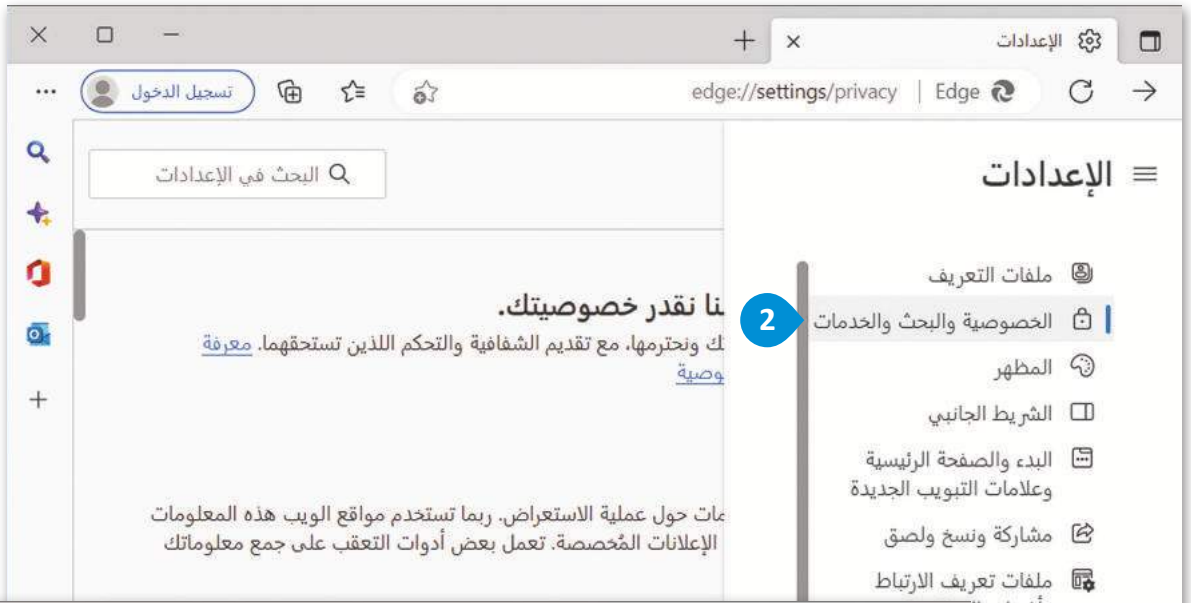 الإعدادات
edge://settings/privacy | Edge
تسجيل الدخول
الإعدادات
البحث في الإعدادات
ملفات التعريف
الخصوصية والبحث والخدمات
2
المظهر
الشريط الجانبي
البدء والصفحة الرئيسية
وعلامات التبويب الجديدة
مشاركة ونسخ ولصق
ملفات تعريف الارتباط
نا نقدر خصوصيتك.
ك ونحترمها، مع تقديم الشفافية والتحكم اللذين تستحقهما. معرفة
وصية
مات حول عملية الاستعراض. ربما تستخدم مواقع الويب هذه المعلومات
الإعلانات المُخصصة. تعمل بعض أدوات التعقب على جمع معلوماتك